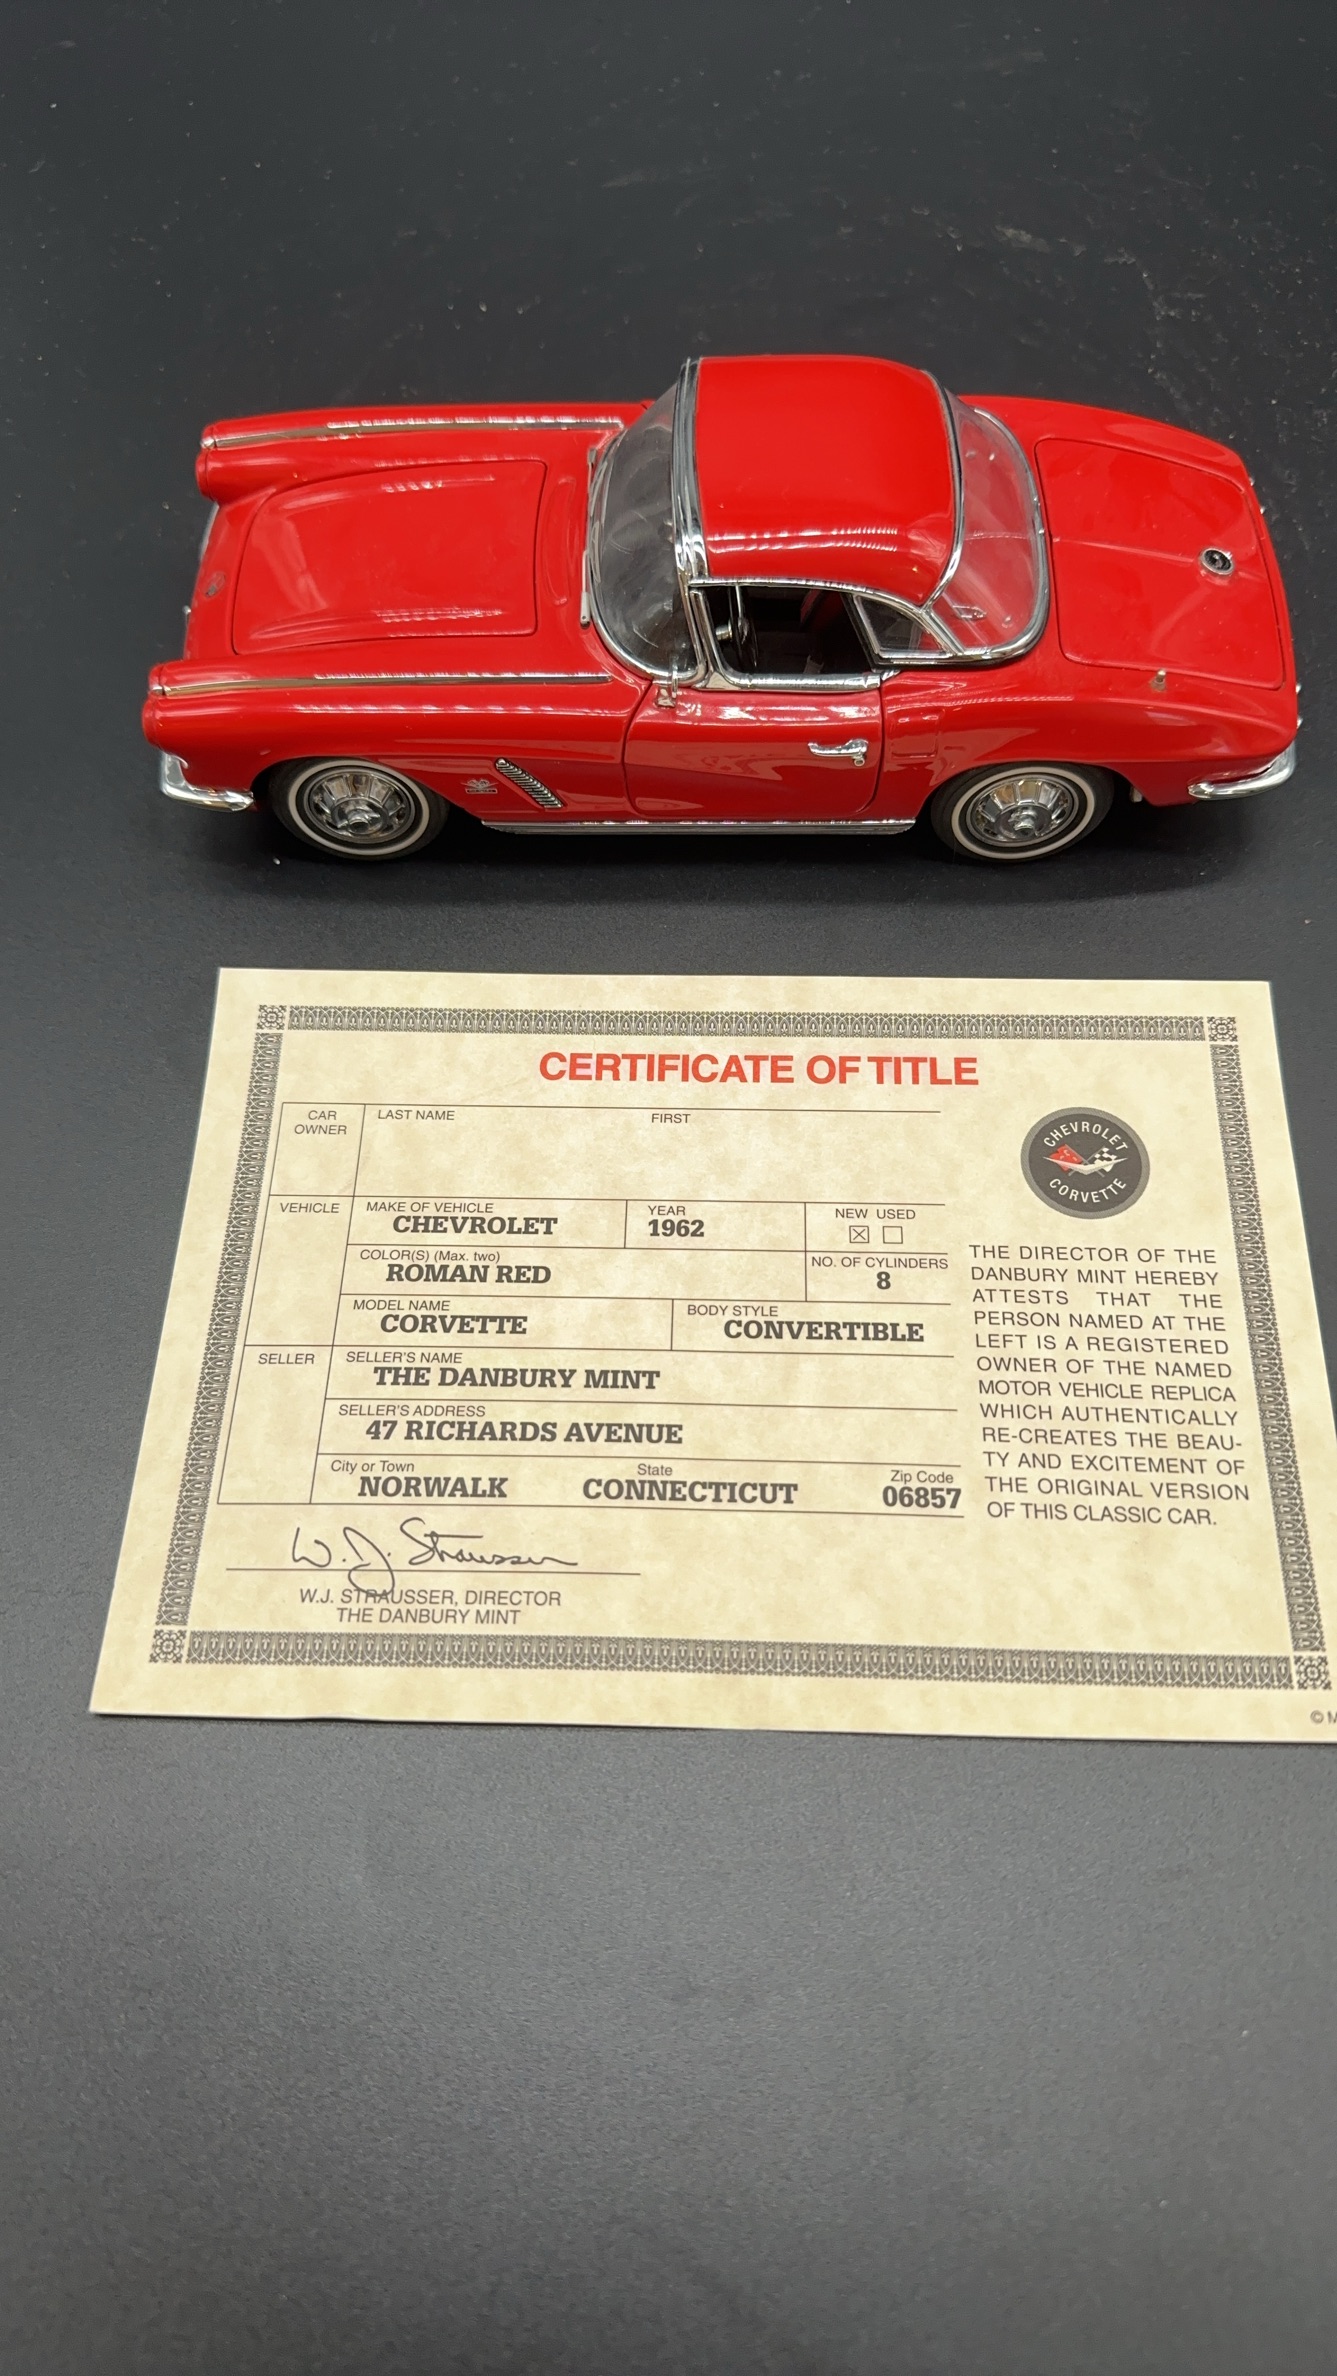 CERTIFICATE OF TITLE
CAR OWNER
LAST NAME FIRST
VEHICLE
MAKE OF VEHICLE
CHEVROLET
YEAR
1962
NEW USED
COLOR(S) (Max. two)
ROMAN RED
NO. OF CYLINDERS
8
MODEL NAME
CORVETTE
BODY STYLE
CONVERTIBLE
SELLER
SELLER'S NAME
THE DANBURY MINT
SELLER'S ADDRESS
47 RICHARDS AVENUE
City or Town
NORWALK
State
CONNECTICUT
Zip Code
06857
CHEVROLET
CORVETTE
THE DIRECTOR OF THE
DANBURY MINT HEREBY
ATTESTS THAT THE
PERSON NAMED AT THE
LEFT IS A REGISTERED
OWNER OF THE NAMED
MOTOR VEHICLE REPLICA
WHICH AUTHENTICALLY
RE-CREATES THE BEAU-
TY AND EXCITEMENT OF
THE ORIGINAL VERSION
OF THIS CLASSIC CAR.
W.J. Strausser
W.J. STRAUSSER, DIRECTOR
THE DANBURY MINT
© M